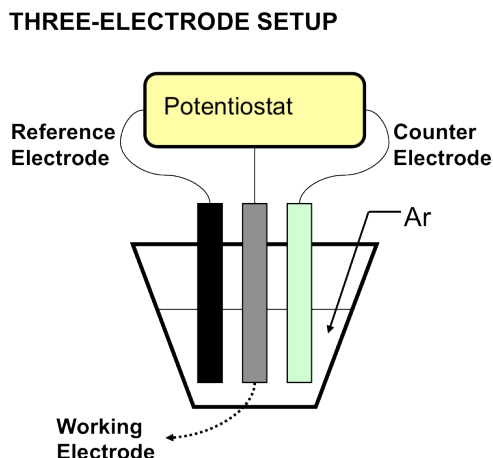 THREE-ELECTRODE SETUP
Potentiostat
Reference
Electrode
Counter
Electrode
Ar
Working
Electrode